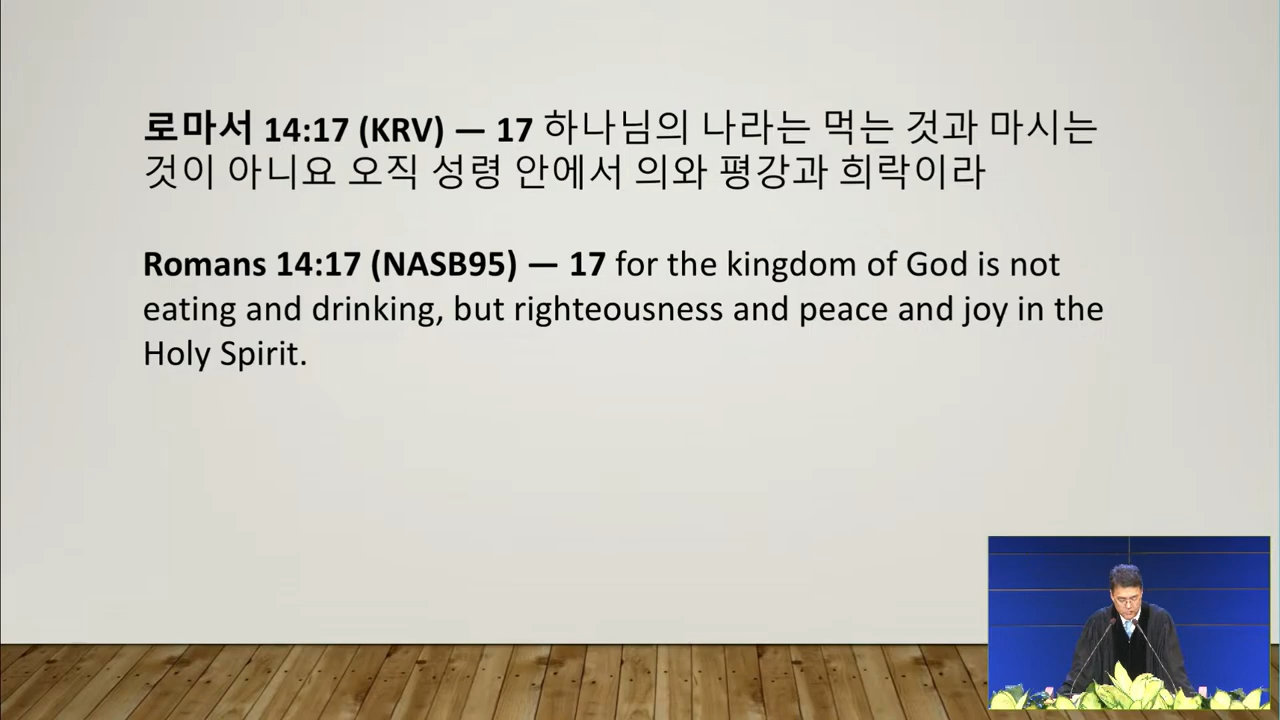 로마서 14:17 (KRV) — 17 하나님의 나라는 먹는 것과 마시는
것이 아니요 오직 성령 안에서 의와 평강과 희락이라
Romans 14:17 (NASB95) — 17 for the kingdom of God is not
eating and drinking, but righteousness and peace and joy in the
Holy Spirit.